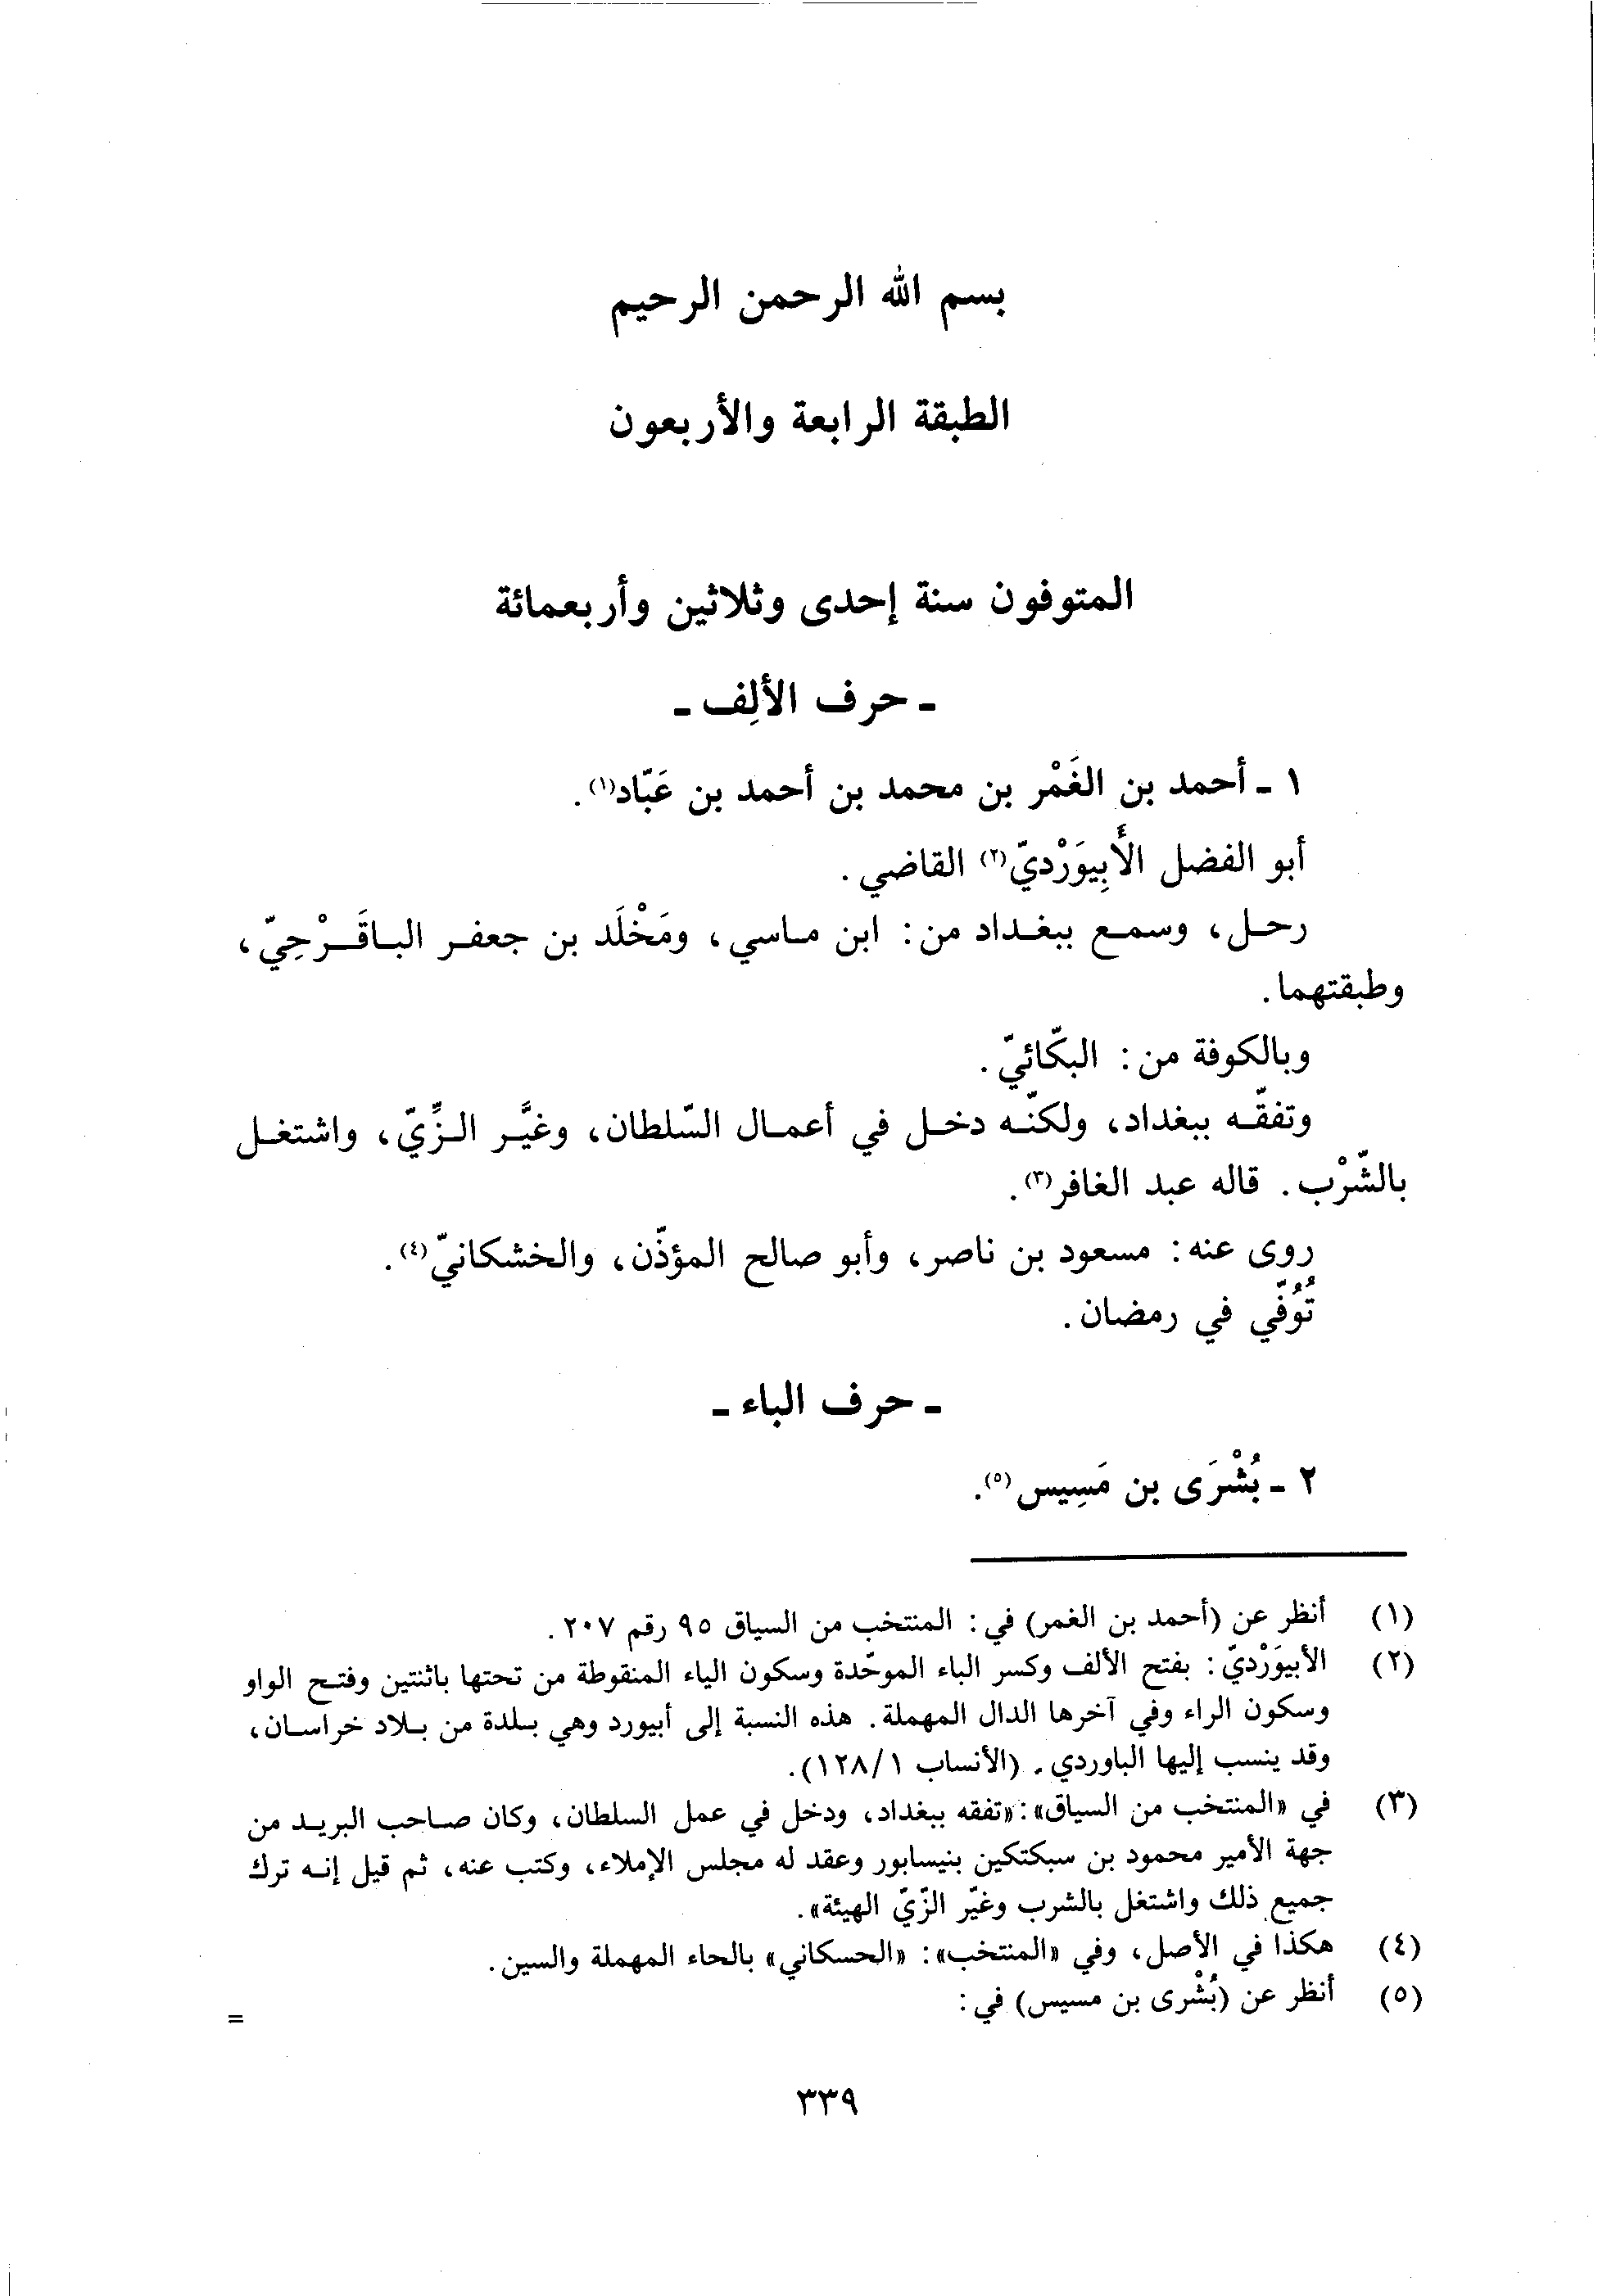 بسم الله الرحمن الرحيم
الطبقة الرابعة والأربعون
المتوفون سنة إحدى وثلاثين وأربعمائة
ـ حرف الألِف ـ
١ ـ أحمد بن الغَمْر بن محمد بن أحمد بن عَبّاد(١).
أبو الفضل الأَبِيوَرْديّ(٢) القاضي.
رحل، وسمع ببغداد من: ابن ماسي، ومَخْلَد بن جعفر الباقَرْحِيّ،
وطبقتهما.
وبالكوفة من: البكّائيّ.
وتفقّه ببغداد، ولكنّه دخل في أعمال السّلطان، وغيَّر الزِّيّ، واشتغل
بالشّرْب. قاله عبد الغافر(٣).
روى عنه: مسعود بن ناصر، وأبو صالح المؤذّن، والخشكانيّ(٤).
تُوُفّي في رمضان.
ـ حرف الباء ـ
٢ ـ بُشْرَى بن مَسِيس(٥).
(١) أنظر عن (أحمد بن الغمر) في: المنتخب من السياق ٩٥ رقم ٢٠٧.
(٢) الأبيوَرْديّ: بفتح الألف وكسر الباء الموحّدة وسكون الياء المنقوطة من تحتها باثنتين وفتح الواو
وسكون الراء وفي آخرها الدال المهملة. هذه النسبة إلى أبيورد وهي بلدة من بلاد خراسان،
وقد ينسب إليها الباوردي. (الأنساب ١٢٨/١).
(٣) في «المنتخب من السياق»: «تفقه ببغداد، ودخل في عمل السلطان، وكان صاحب البريد من
جهة الأمير محمود بن سبكتكين بنيسابور وعقد له مجلس الإملاء، وكتب عنه، ثم قيل إنه ترك
جميع ذلك واشتغل بالشرب وغيّر الزّيّ الهيئة».
(٤) هكذا في الأصل، وفي «المنتخب»: «الحسكاني» بالحاء المهملة والسين.
(٥) أنظر عن (بُشْرى بن مسيس) في:
=
٣٣٩